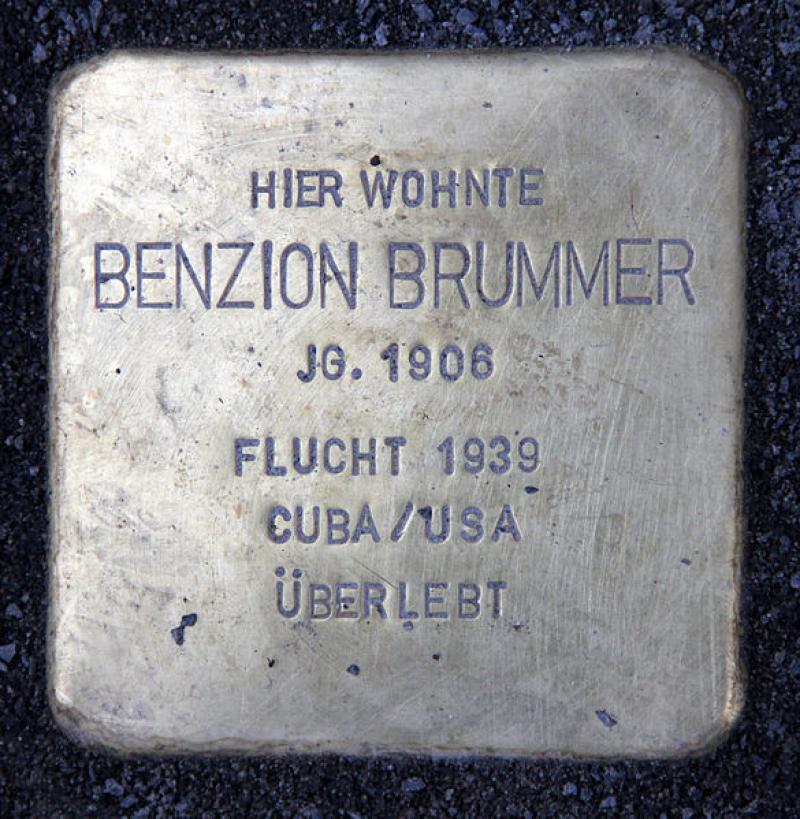 HIER WOHNTE
BENZION BRUMMER
JG. 1906
FLUCHT 1939
CUBA/USA
ÜBERLEBT